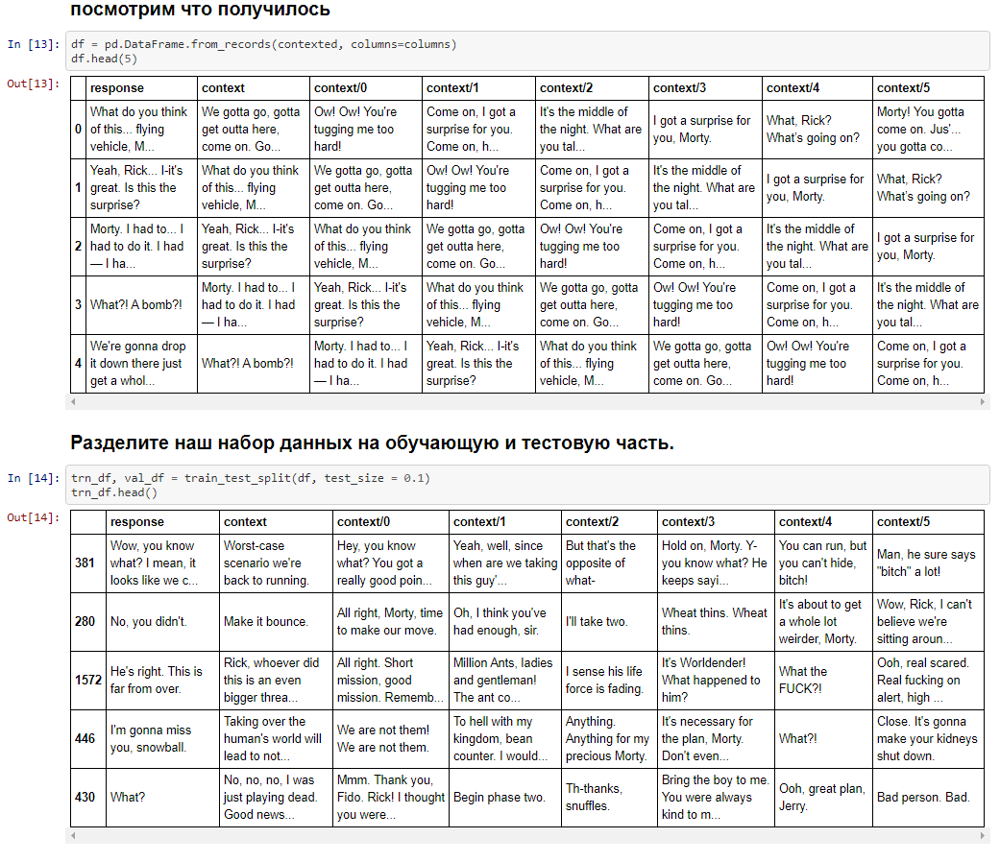 посмотрим что получилось
In [13]: df = pd.DataFrame.from_records(contexted, columns=columns)
df.head(5)
Out[13]:
response context context/0 context/1 context/2 context/3 context/4 context/5
0 What do you think of this... flying vehicle, M... We gotta go, gotta get outta here, come on. Go... Ow! Ow! You're tugging me too hard! Come on, I got a surprise for you. Come on, h... It's the middle of the night. What are you tal... I got a surprise for you, Morty. What, Rick? What's going on? Morty! You gotta come on. Jus'... you gotta co...
1 Yeah, Rick... I-it's great. Is this the surprise? What do you think of this... flying vehicle, M... We gotta go, gotta get outta here, come on. Go... Ow! Ow! You're tugging me too hard! Come on, I got a surprise for you. Come on, h... It's the middle of the night. What are you tal... I got a surprise for you, Morty. What, Rick? What's going on?
2 Morty. I had to... I had to do it. I had — I ha... Yeah, Rick... I-it's great. Is this the surprise? What do you think of this... flying vehicle, M... We gotta go, gotta get outta here, come on. Go... Ow! Ow! You're tugging me too hard! Come on, I got a surprise for you. Come on, h... It's the middle of the night. What are you tal... I got a surprise for you, Morty.
3 What?! A bomb?! Morty. I had to... I had to do it. I had — I ha... Yeah, Rick... I-it's great. Is this the surprise? What do you think of this... flying vehicle, M... We gotta go, gotta get outta here, come on. Go... Ow! Ow! You're tugging me too hard! Come on, I got a surprise for you. Come on, h... It's the middle of the night. What are you tal...
4 We're gonna drop it down there just get a whol... What?! A bomb?! Morty. I had to... I had to do it. I had — I ha... Yeah, Rick... I-it's great. Is this the surprise? What do you think of this... flying vehicle, M... We gotta go, gotta get outta here, come on. Go... Ow! Ow! You're tugging me too hard! Come on, I got a surprise for you. Come on, h...
Разделите наш набор данных на обучающую и тестовую часть.
In [14]: trn_df, val_df = train_test_split(df, test_size = 0.1)
trn_df.head()
Out[14]:
response context context/0 context/1 context/2 context/3 context/4 context/5
381 Wow, you know what? I mean, it looks like we c... Worst-case scenario we're back to running. Hey, you know what? You got a really good poin... Yeah, well, since when are we taking this guy'... But that's the opposite of what- Hold on, Morty. Y-you know what? He keeps sayi... You can run, but you can't hide, bitch! Man, he sure says "bitch" a lot!
280 No, you didn't. Make it bounce. All right, Morty, time to make our move. Oh, I think you've had enough, sir. I'll take two. Wheat thins. Wheat thins. It's about to get a whole lot weirder, Morty. Wow, Rick, I can't believe we're sitting aroun...
1572 He's right. This is far from over. Rick, whoever did this is an even bigger threa... All right. Short mission, good mission. Rememb... Million Ants, ladies and gentleman! The ant co... I sense his life force is fading. It's Worldender! What happened to him? What the FUCK?! Ooh, real scared. Real fucking on alert, high ...
446 I'm gonna miss you, snowball. Taking over the human's world will lead to not... We are not them! We are not them. To hell with my kingdom, bean counter. I would... Anything. Anything for my precious Morty. It's necessary for the plan, Morty. Don't even... What?! Close. It's gonna make your kidneys shut down.
430 What? No, no, no, I was just playing dead. Good news... Mmm. Thank you, Fido. Rick! I thought you were... Begin phase two. Th-thanks, snuffles. Bring the boy to me. You were always kind to m... Ooh, great plan, Jerry. Bad person. Bad.